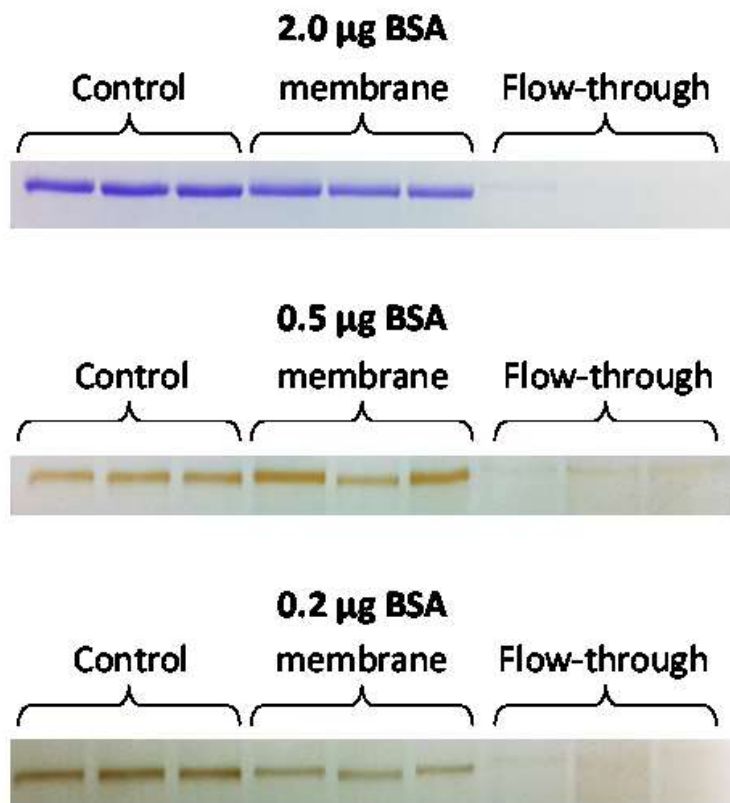 2.0 µg BSA
Control membrane Flow-through
0.5 µg BSA
Control membrane Flow-through
0.2 µg BSA
Control membrane Flow-through